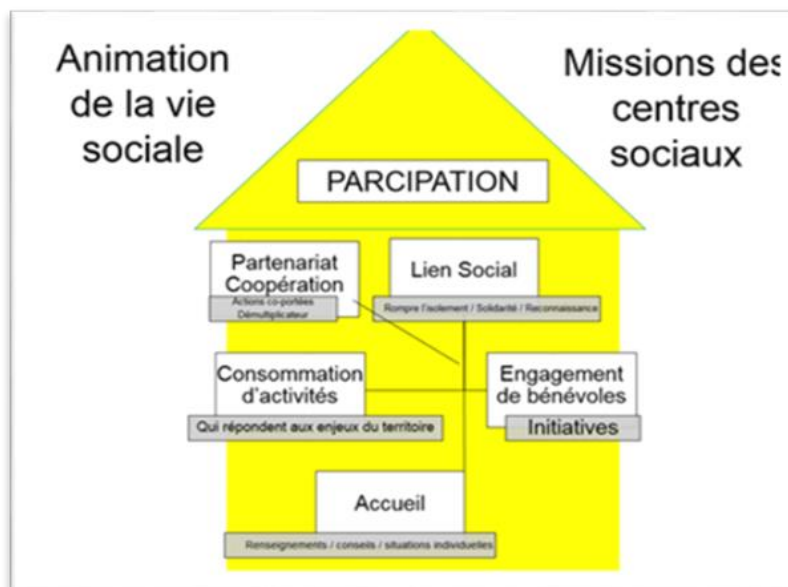 Animation
de la vie
sociale
Missions des
centres
sociaux
PARCIPATION
Partenariat
Coopération
Actions co-portées
Démultiplicateur
Lien Social
Rompre l'isolement / Solidarité / Reconnaissance
Consommation
d'activités
Qui répondent aux enjeux du territoire
Engagement
de bénévoles
Initiatives
Accueil
Renseignements / conseils / situations individuelles